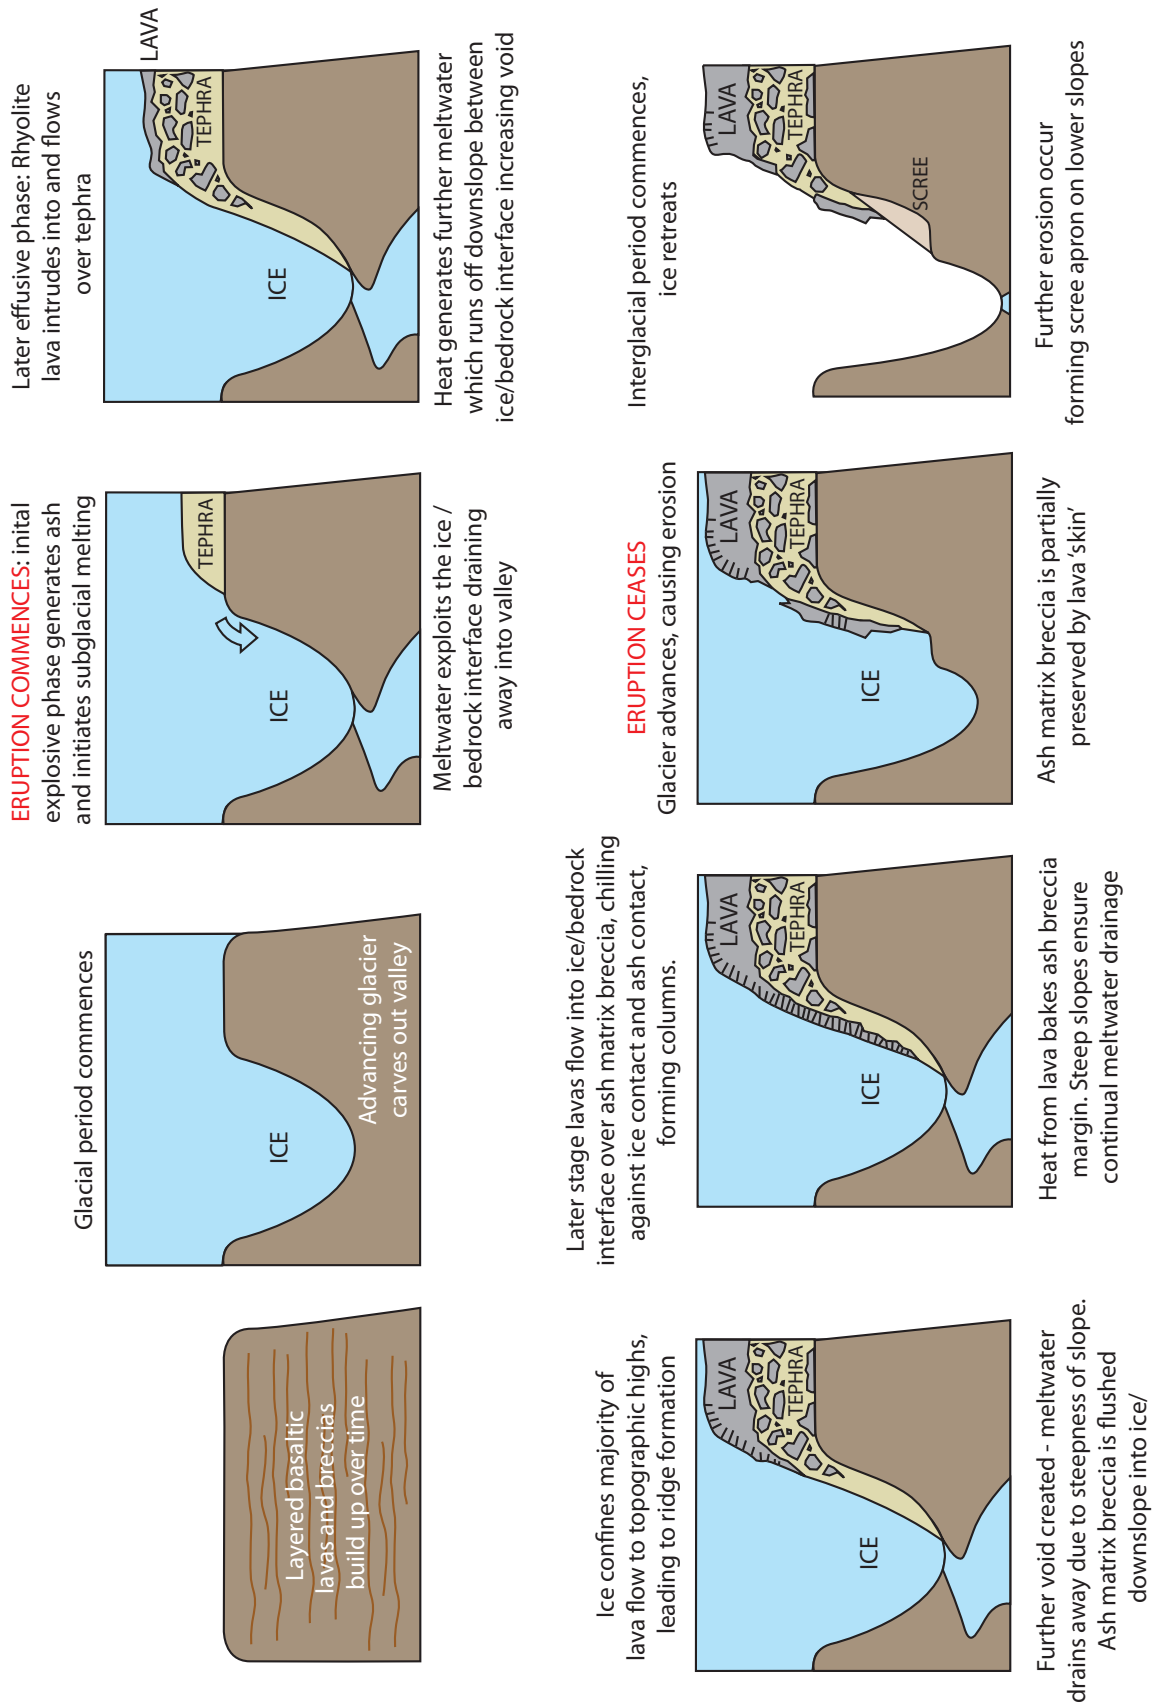 Layered basaltic
lavas and breccias
build up over time
Glacial period commences
ICE
Advancing glacier
carves out valley
ERUPTION COMMENCES: inital
explosive phase generates ash
and initiates subglacial melting
TEPHRA
ICE
Meltwater exploits the ice /
bedrock interface draining
away into valley
Later effusive phase: Rhyolite
lava intrudes into and flows
over tephra
LAVA
TEPHRA
ICE
Heat generates further meltwater
which runs off downslope between
ice/bedrock interface increasing void
Ice confines majority of
lava flow to topographic highs,
leading to ridge formation
LAVA
TEPHRA
ICE
Further void created - meltwater
drains away due to steepness of slope.
Ash matrix breccia is flushed
downslope into ice/
Later stage lavas flow into ice/bedrock
interface over ash matrix breccia, chilling
against ice contact and ash contact,
forming columns.
LAVA
TEPHRA
ICE
Heat from lava bakes ash breccia
margin. Steep slopes ensure
continual meltwater drainage
ERUPTION CEASES
Glacier advances, causing erosion
LAVA
TEPHRA
ICE
Ash matrix breccia is partially
preserved by lava ‘skin’
Interglacial period commences,
ice retreats
LAVA
TEPHRA
SCREE
Further erosion occur
forming scree apron on lower slopes